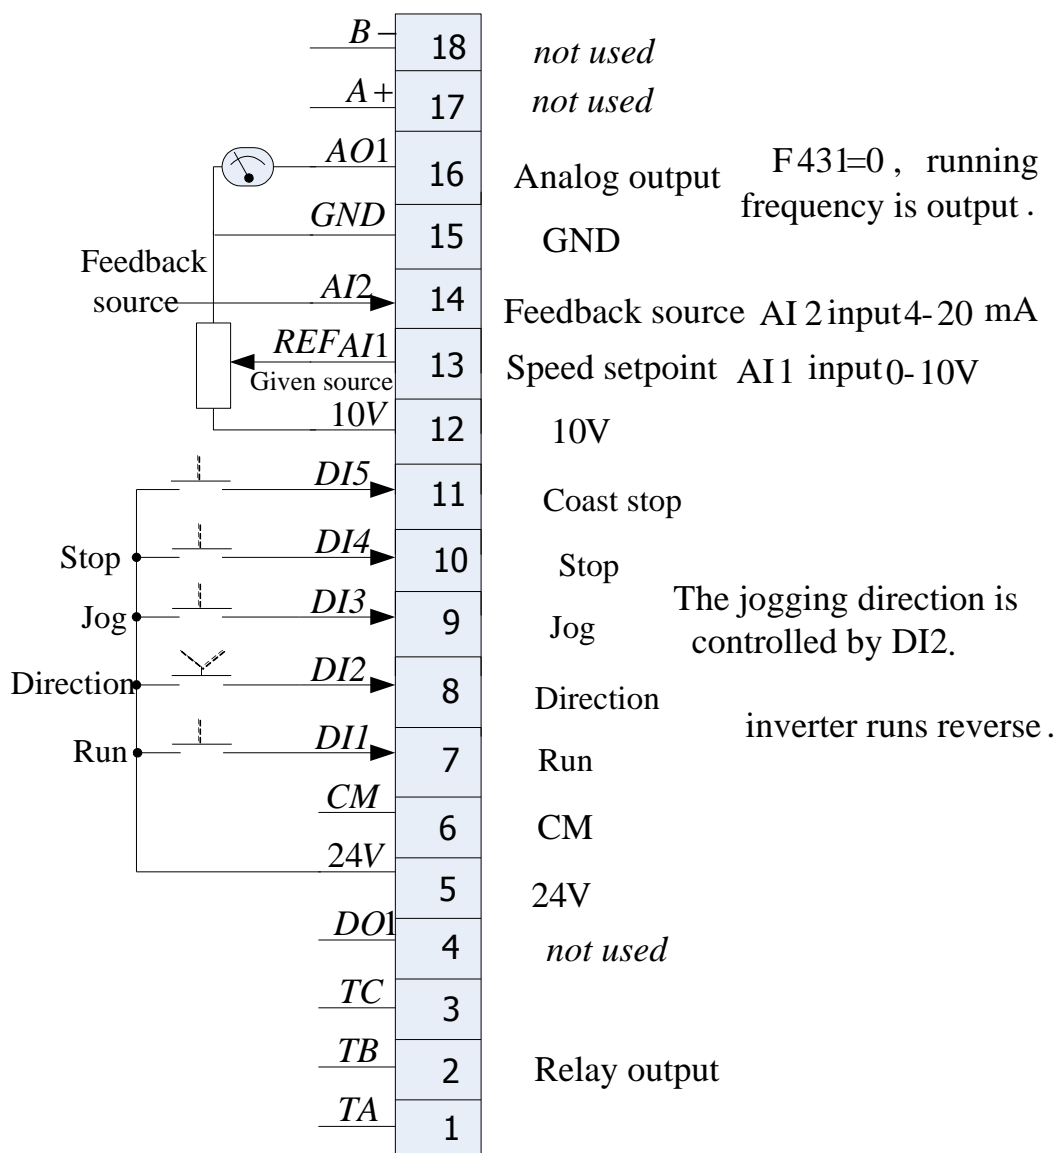 B− 18 not used
A+ 17 not used
AO1 16 Analog output F431=0 , running
frequency is output .
GND 15 GND
Feedback
source AI2 14 Feedback source AI 2 input 4-20 mA
REF AI1 13 Speed setpoint AI 1 input 0-10V
Given source
10V 12 10V
DI5 11 Coast stop
Stop DI4 10 Stop
Jog DI3 9 Jog The jogging direction is
controlled by DI2.
Direction DI2 8 Direction
inverter runs reverse .
Run DI1 7 Run
CM 6 CM
24V 5 24V
DO1 4 not used
TC 3
TB 2 Relay output
TA 1